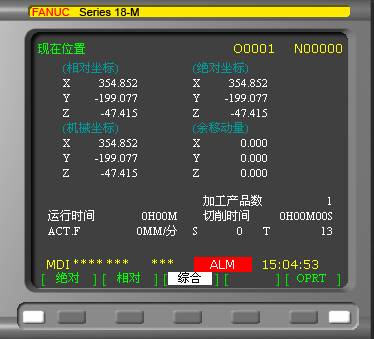 FANUC Series 18-M
现在位置 O0001 N00000
(相对坐标) (绝对坐标)
X 354.852 X 354.852
Y -199.077 Y -199.077
Z -47.415 Z -47.415
(机械坐标) (余移动量)
X 354.852 X 0.000
Y -199.077 Y 0.000
Z -47.415 Z 0.000
加工产品数 1
运行时间 0H00M 切削时间 0H00M00S
ACT.F 0MM/分 S 0 T 13
MDI ******* *** ALM 15:04:53
[ 绝对 ] [ 相对 ] [ 综合 ] [ ] [ OPRT ]